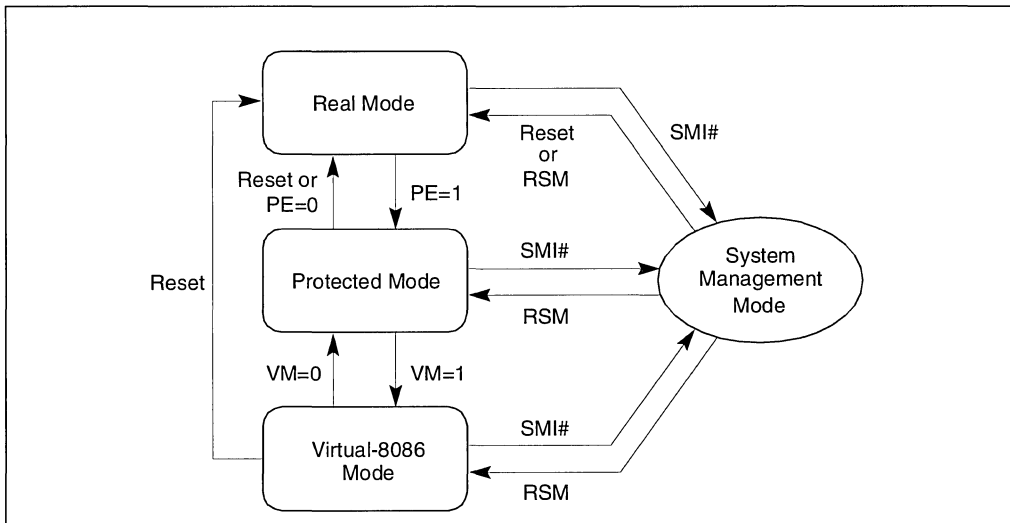 Real Mode
SMI#
Reset
or
RSM
Reset or
PE=0
PE=1
System
Management
Mode
SMI#
Protected Mode
Reset
RSM
VM=0
VM=1
SMI#
Virtual-8086
Mode
RSM